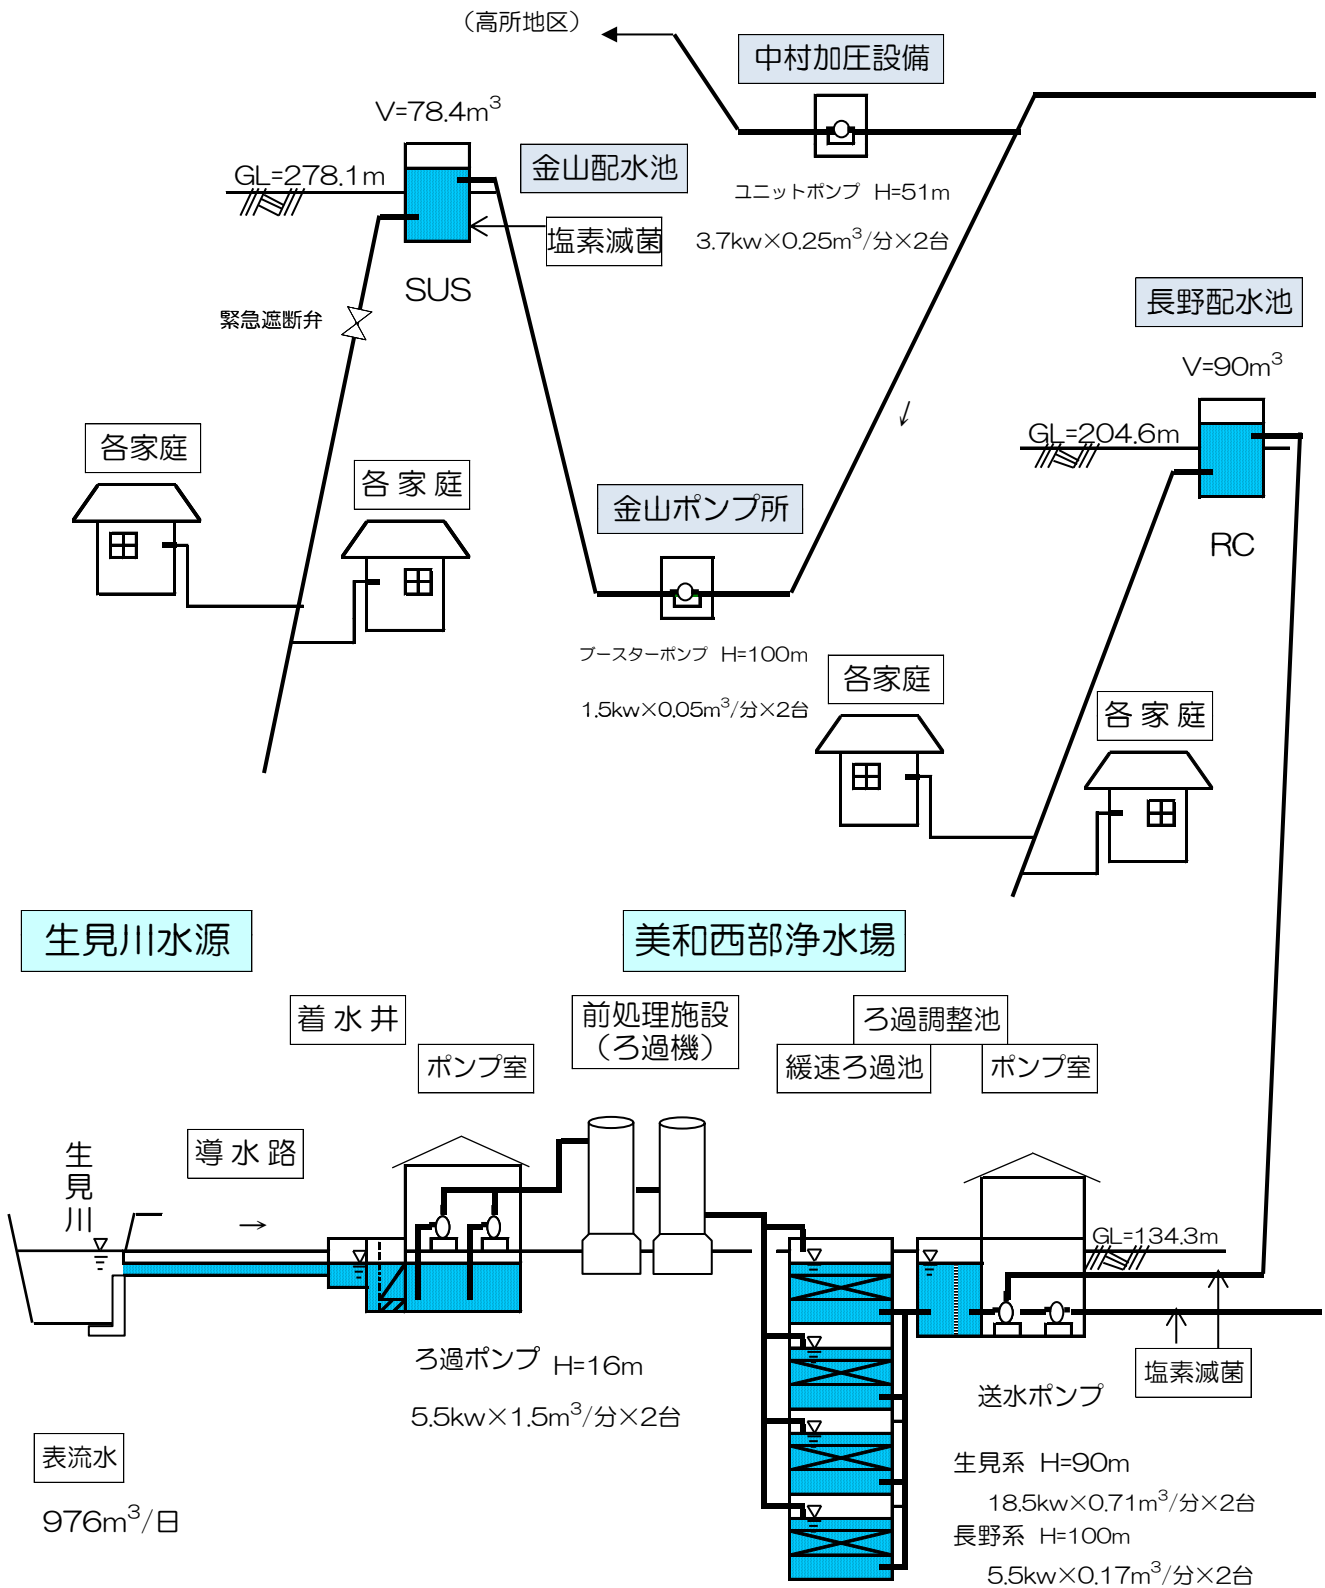 （高所地区）
中村加圧設備
V=78.4m³
金山配水池
GL=278.1m
ユニットポンプ H=51m
塩素滅菌
3.7kw×0.25m³/分×2台
SUS
長野配水池
緊急遮断弁
V=90m³
各家庭
GL=204.6m
各家庭
金山ポンプ所
RC
ブースターポンプ H=100m
各家庭
1.5kw×0.05m³/分×2台
各家庭
生見川水源
美和西部浄水場
着水井
前処理施設
（ろ過機）
ろ過調整池
ポンプ室
緩速ろ過池
ポンプ室
生見川
導水路
→
GL=134.3m
ろ過ポンプ H=16m
塩素滅菌
送水ポンプ
5.5kw×1.5m³/分×2台
表流水
生見系 H=90m
18.5kw×0.71m³/分×2台
976m³/日
長野系 H=100m
5.5kw×0.17m³/分×2台